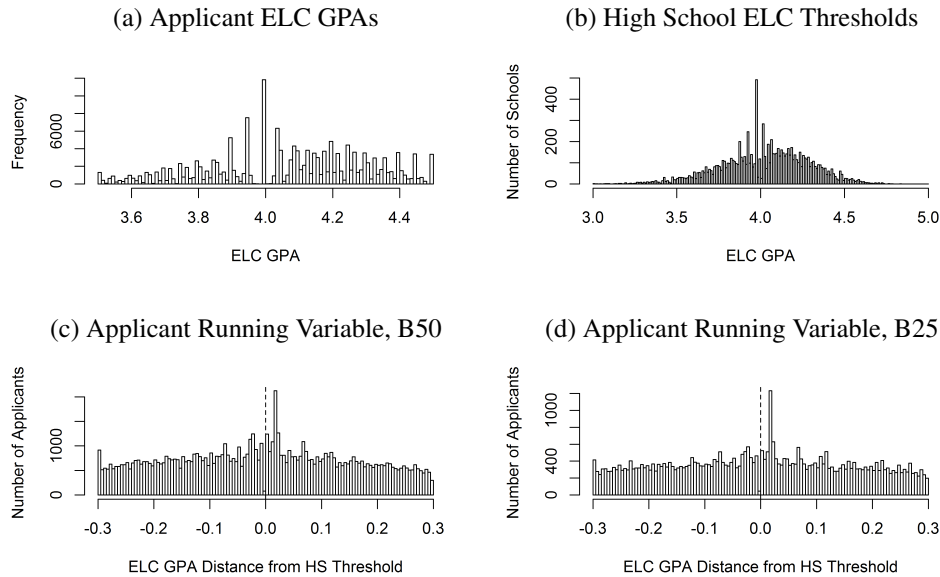 (a) Applicant ELC GPAs
Frequency
0
6000
3.6
3.8
4.0
4.2
4.4
ELC GPA
(b) High School ELC Thresholds
Number of Schools
0
200
400
3.0
3.5
4.0
4.5
5.0
ELC GPA
(c) Applicant Running Variable, B50
Number of Applicants
0
1000
-0.3
-0.2
-0.1
0.0
0.1
0.2
0.3
ELC GPA Distance from HS Threshold
(d) Applicant Running Variable, B25
Number of Applicants
0
400
800
1200
-0.3
-0.2
-0.1
0.0
0.1
0.2
0.3
ELC GPA Distance from HS Threshold